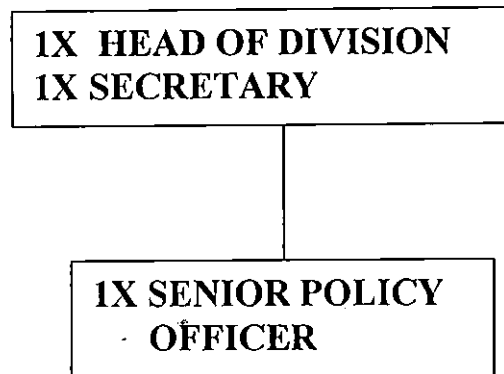 1X HEAD OF DIVISION
1X SECRETARY
1X SENIOR POLICY
OFFICER